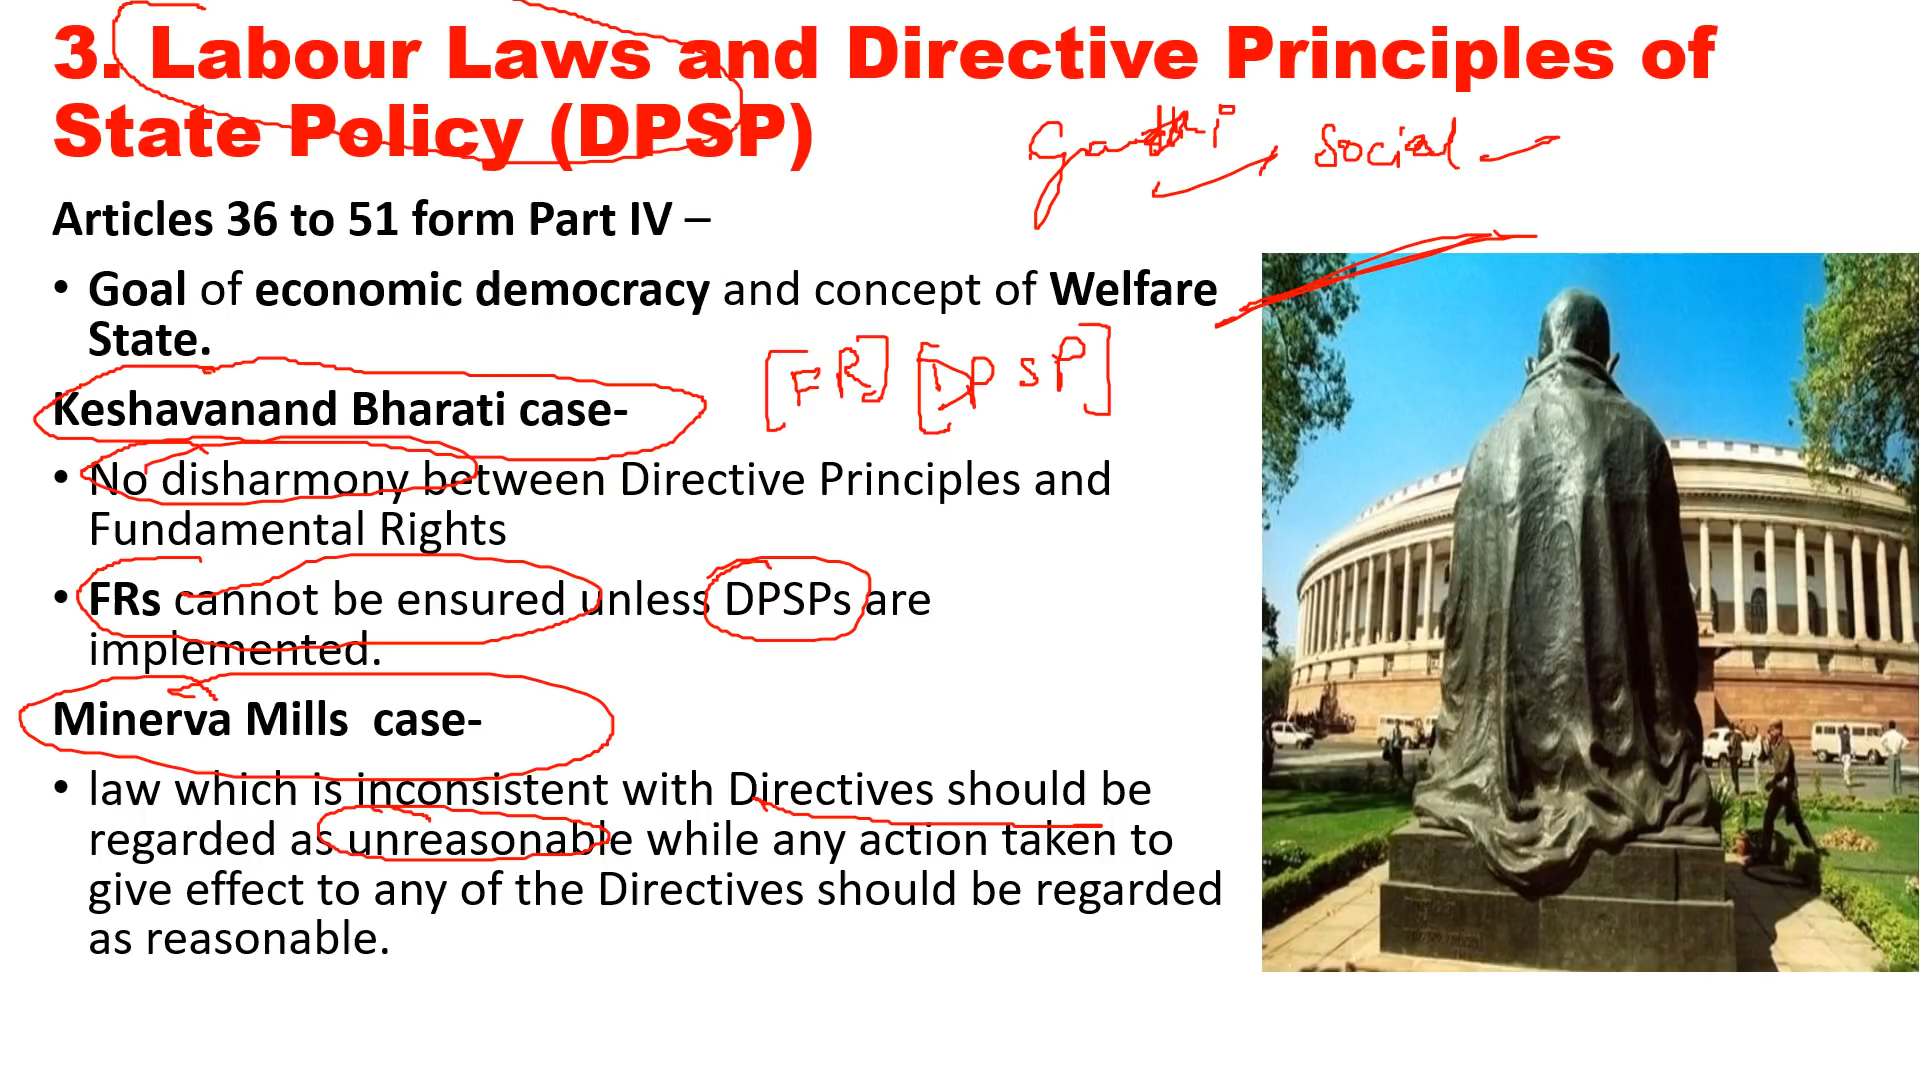 3. Labour Laws and Directive Principles of
State Policy (DPSP)
Gandhi Social
Articles 36 to 51 form Part IV –
• Goal of economic democracy and concept of Welfare
State.
[FR] [DPSP]
Keshavanand Bharati case-
• No disharmony between Directive Principles and
Fundamental Rights
• FRs cannot be ensured unless DPSPs are
implemented.
Minerva Mills case-
• law which is inconsistent with Directives should be
regarded as unreasonable while any action taken to
give effect to any of the Directives should be regarded
as reasonable.